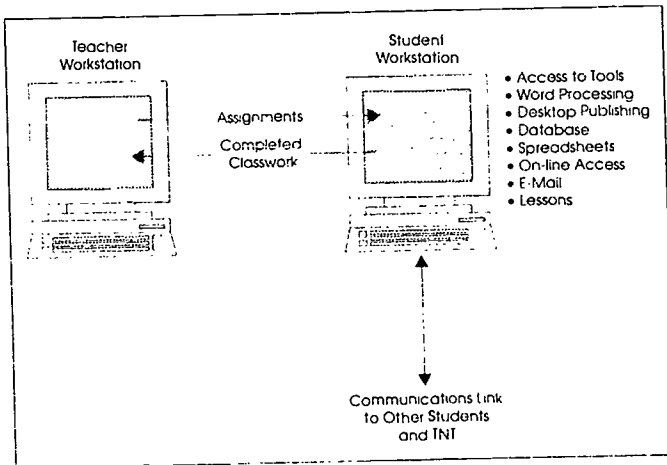 Teacher
Workstation
Student
Workstation
Assignments
Completed
Classwork
• Access to Tools
• Word Processing
• Desktop Publishing
• Database
• Spreadsheets
• On-line Access
• E-Mail
• Lessons
Communications Link
to Other Students
and TNT